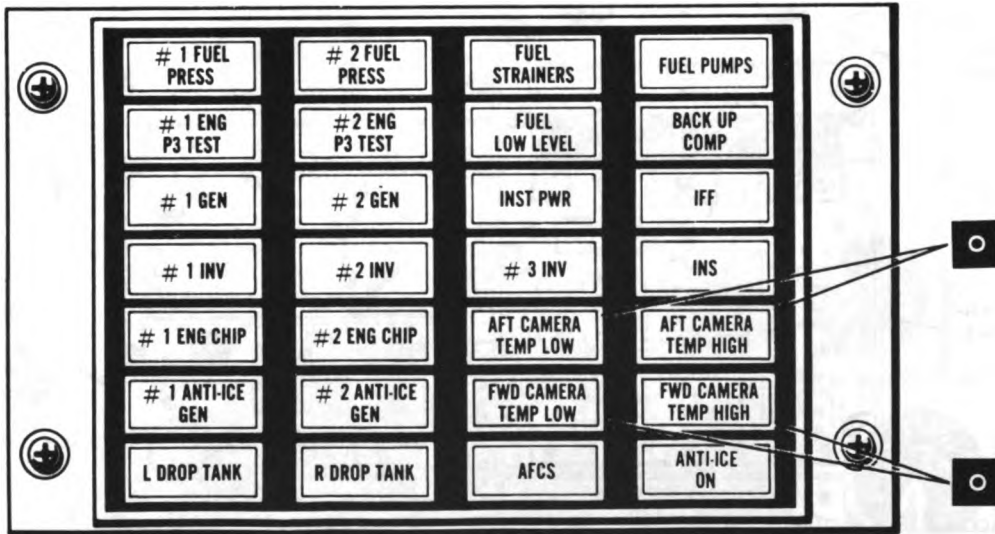 # 1 FUEL
PRESS
# 2 FUEL
PRESS
FUEL
STRAINERS
FUEL PUMPS
# 1 ENG
P3 TEST
#2 ENG
P3 TEST
FUEL
LOW LEVEL
BACK UP
COMP
# 1 GEN
# 2 GEN
INST PWR
IFF
# 1 INV
#2 INV
# 3 INV
INS
# 1 ENG CHIP
#2 ENG CHIP
AFT CAMERA
TEMP LOW
AFT CAMERA
TEMP HIGH
# 1 ANTI-ICE
GEN
# 2 ANTI-ICE
GEN
FWD CAMERA
TEMP LOW
FWD CAMERA
TEMP HIGH
L DROP TANK
R DROP TANK
AFCS
ANTI-ICE
ON
O
O